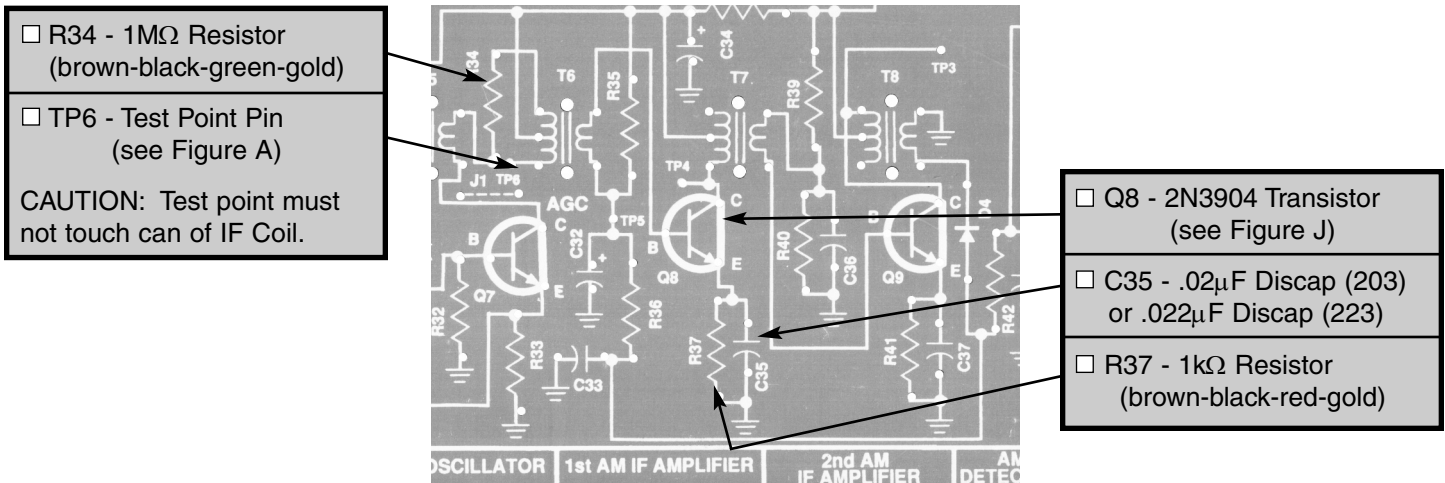 ☐ R34 - 1MΩ Resistor
(brown-black-green-gold)
☐ TP6 - Test Point Pin
(see Figure A)
CAUTION: Test point must
not touch can of IF Coil.
C34
T6
R35
T7
R39
T8
TP3
J1 TP6
AGC
TP4
TP5
C
B
E
Q7
C32
C
B
E
Q8
R40
C36
C
B
E
Q9
D4
R32
R33
R36
C33
R37
C35
R41
C37
R42
OSCILLATOR
1st AM IF AMPLIFIER
2nd AM
IF AMPLIFIER
☐ Q8 - 2N3904 Transistor
(see Figure J)
☐ C35 - .02μF Discap (203)
or .022μF Discap (223)
☐ R37 - 1kΩ Resistor
(brown-black-red-gold)